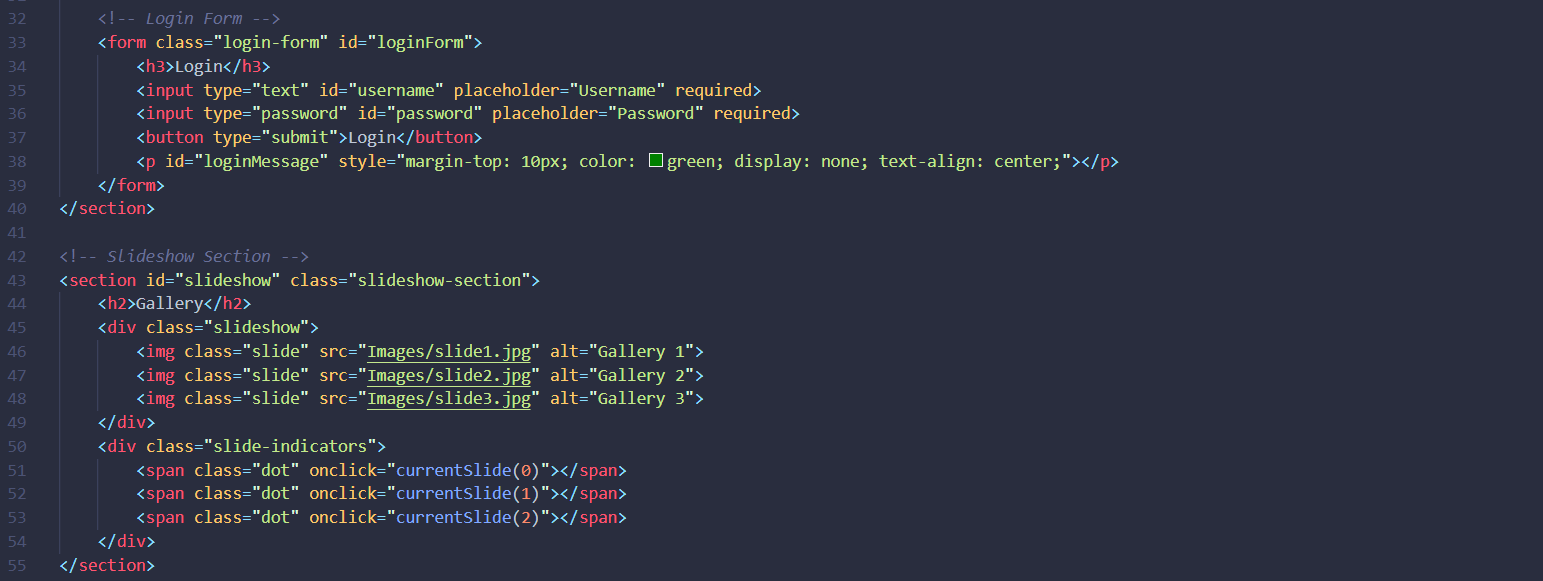 32 <!-- Login Form -->
33 <form class="login-form" id="loginForm">
34 <h3>Login</h3>
35 <input type="text" id="username" placeholder="Username" required>
36 <input type="password" id="password" placeholder="Password" required>
37 <button type="submit">Login</button>
38 <p id="loginMessage" style="margin-top: 10px; color: green; display: none; text-align: center;"></p>
39 </form>
40 </section>
41
42 <!-- Slideshow Section -->
43 <section id="slideshow" class="slideshow-section">
44 <h2>Gallery</h2>
45 <div class="slideshow">
46 <img class="slide" src="Images/slide1.jpg" alt="Gallery 1">
47 <img class="slide" src="Images/slide2.jpg" alt="Gallery 2">
48 <img class="slide" src="Images/slide3.jpg" alt="Gallery 3">
49 </div>
50 <div class="slide-indicators">
51 <span class="dot" onclick="currentSlide(0)"></span>
52 <span class="dot" onclick="currentSlide(1)"></span>
53 <span class="dot" onclick="currentSlide(2)"></span>
54 </div>
55 </section>